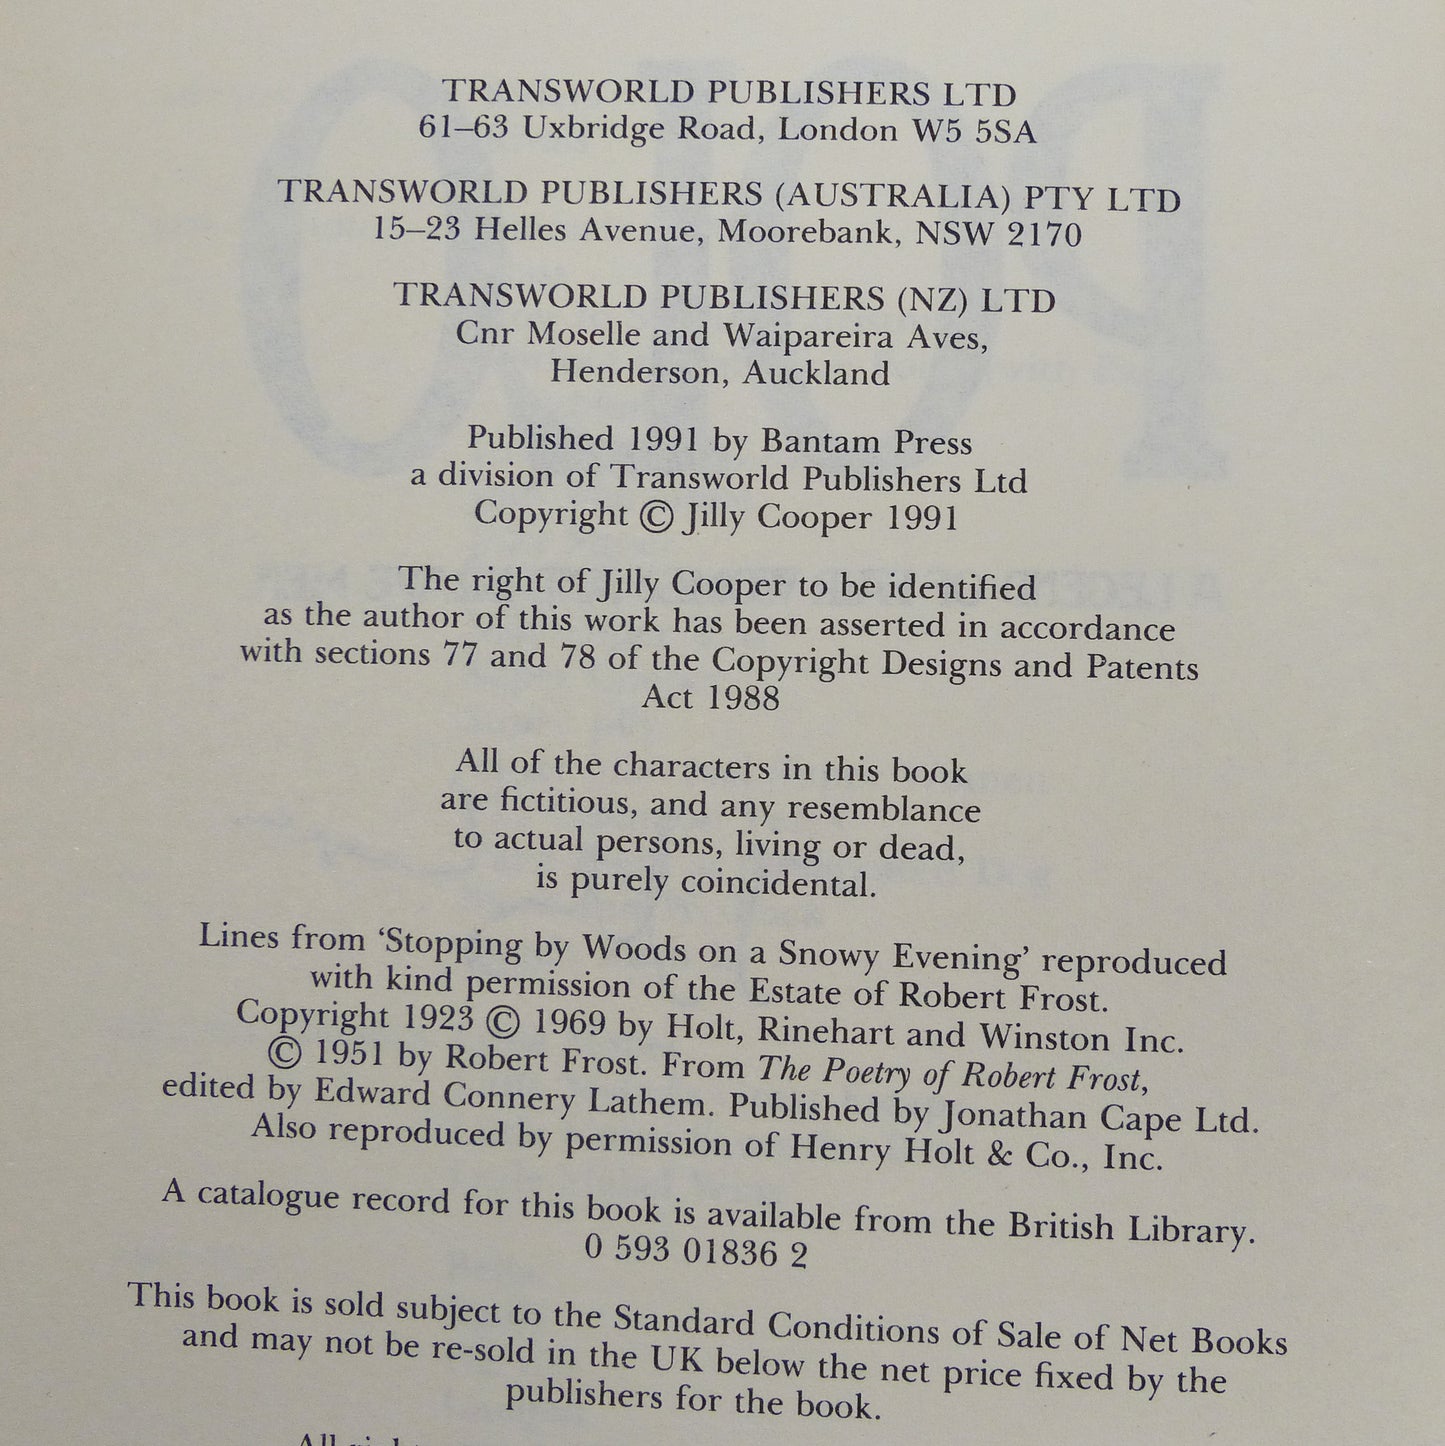 TRANSWORLD PUBLISHERS LTD
61–63 Uxbridge Road, London W5 5SA
TRANSWORLD PUBLISHERS (AUSTRALIA) PTY LTD
15–23 Helles Avenue, Moorebank, NSW 2170
TRANSWORLD PUBLISHERS (NZ) LTD
Cnr Moselle and Waipareira Aves,
Henderson, Auckland
Published 1991 by Bantam Press
a division of Transworld Publishers Ltd
Copyright © Jilly Cooper 1991
The right of Jilly Cooper to be identified
as the author of this work has been asserted in accordance
with sections 77 and 78 of the Copyright Designs and Patents
Act 1988
All of the characters in this book
are fictitious, and any resemblance
to actual persons, living or dead,
is purely coincidental.
Lines from ‘Stopping by Woods on a Snowy Evening’ reproduced
with kind permission of the Estate of Robert Frost.
Copyright 1923 © 1969 by Holt, Rinehart and Winston Inc.
© 1951 by Robert Frost. From The Poetry of Robert Frost,
edited by Edward Connery Lathem. Published by Jonathan Cape Ltd.
Also reproduced by permission of Henry Holt & Co., Inc.
A catalogue record for this book is available from the British Library.
0 593 01836 2
This book is sold subject to the Standard Conditions of Sale of Net Books
and may not be re-sold in the UK below the net price fixed by the
publishers for the book.
All